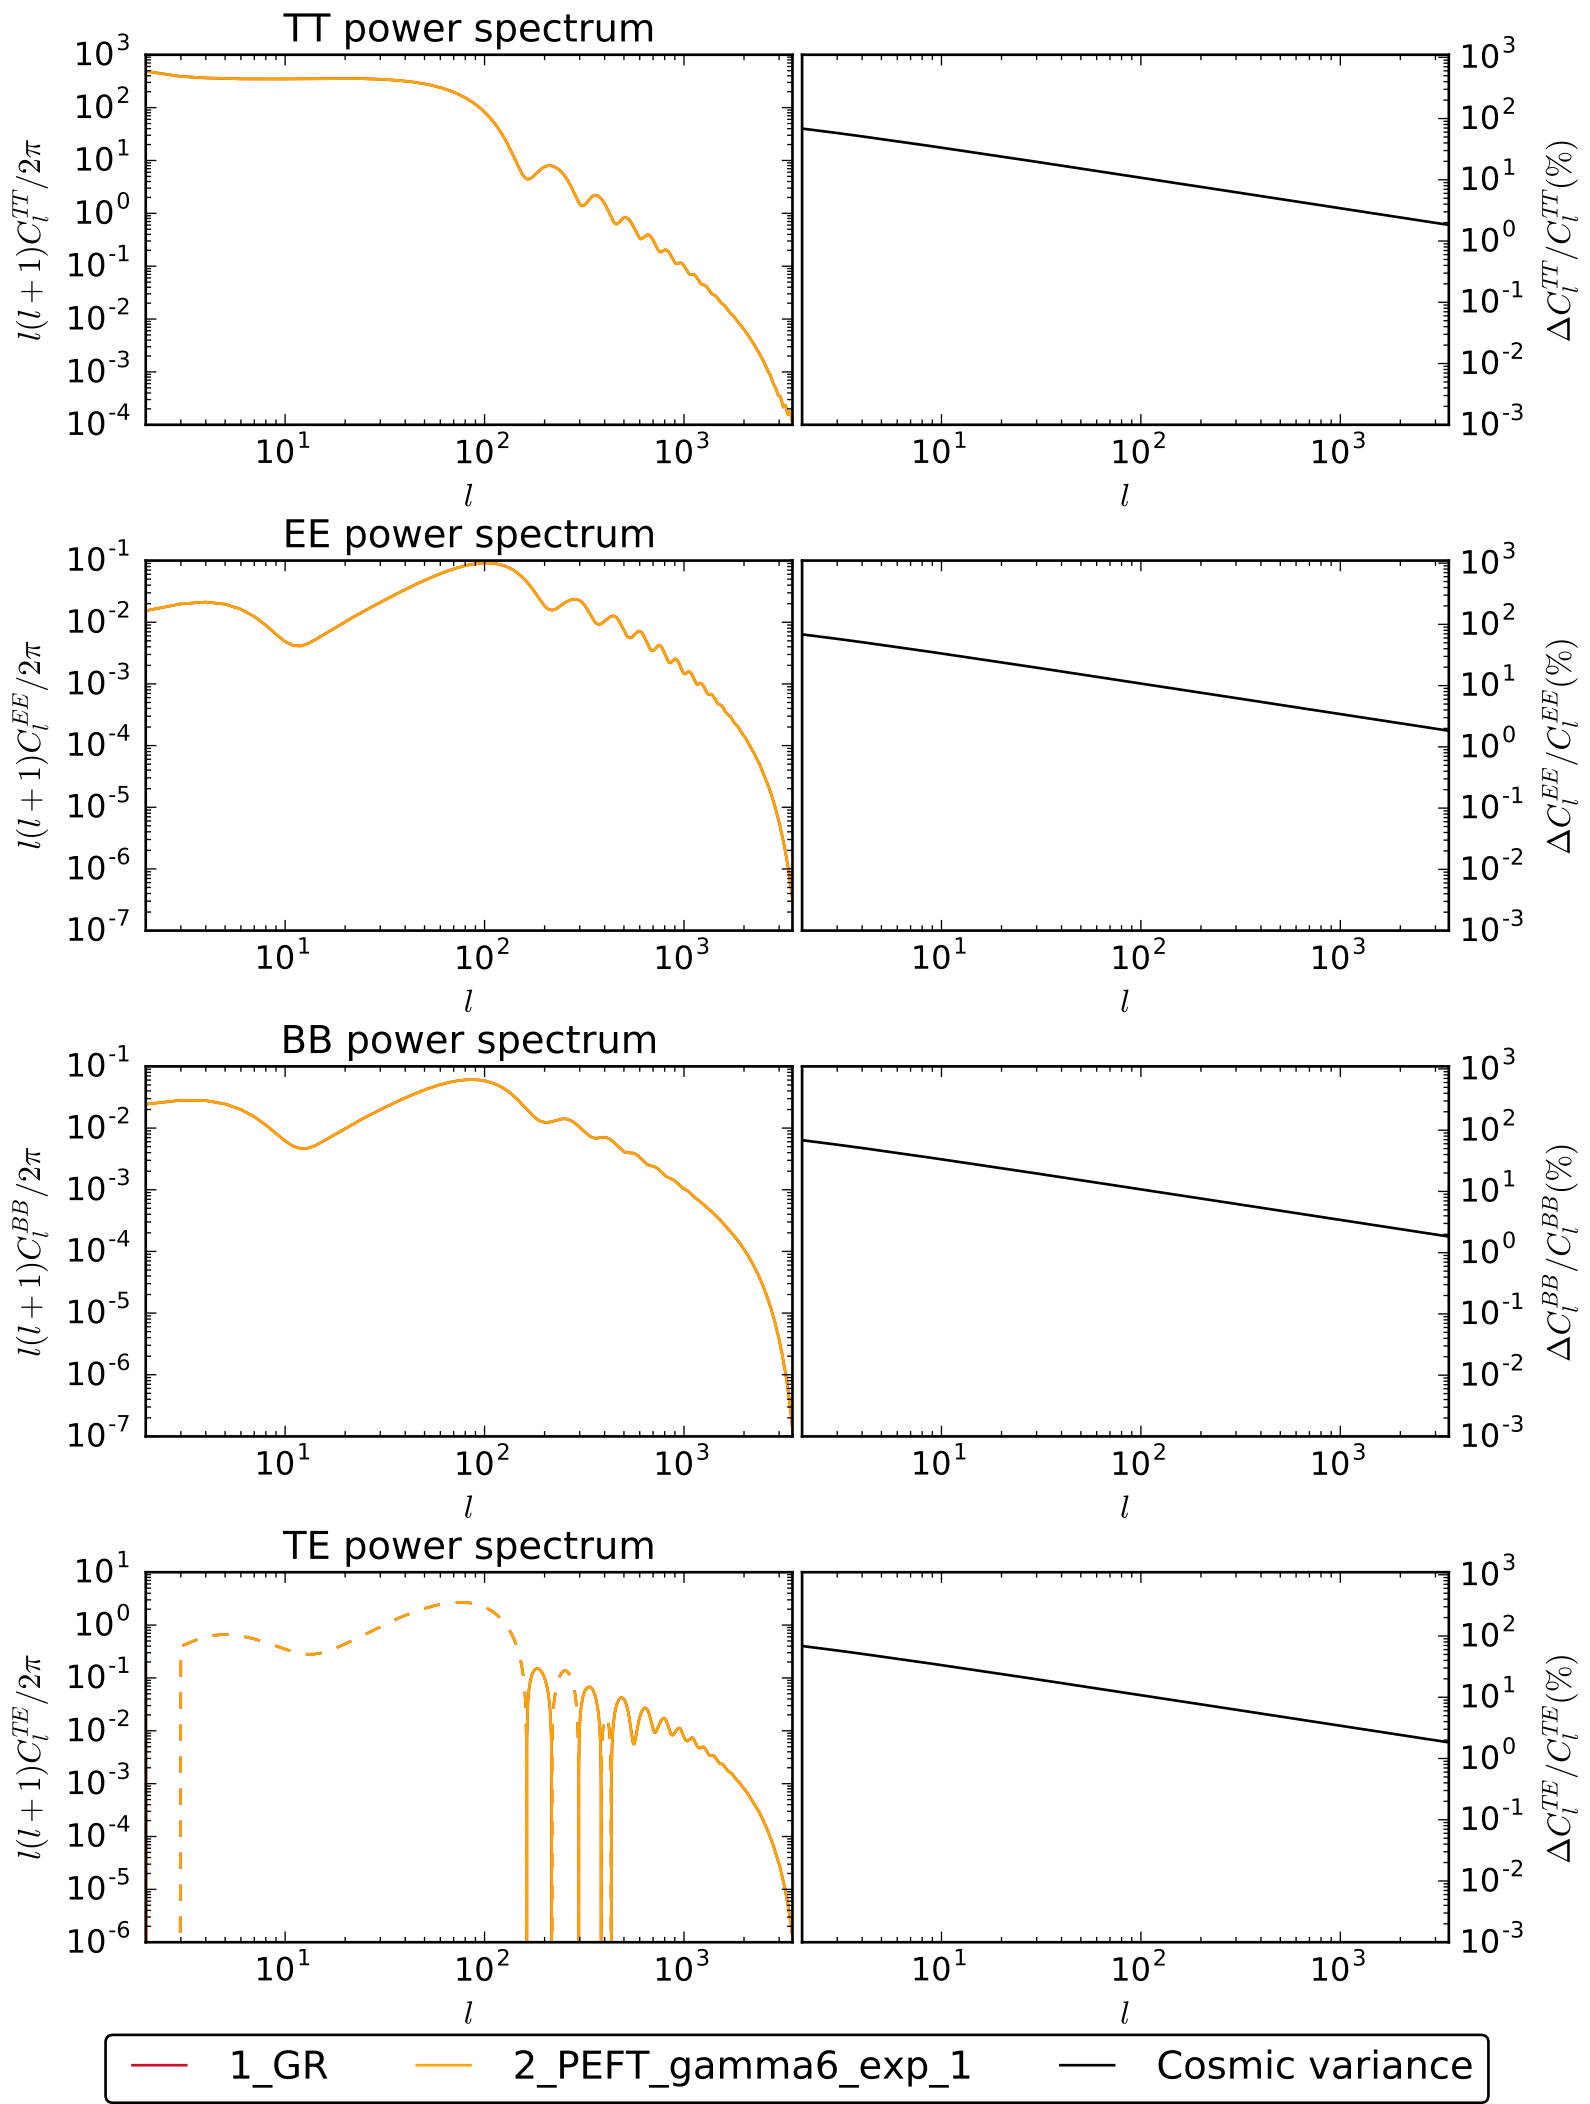 TT power spectrum
10^3
10^2
10^1
10^0
10^-1
10^-2
10^-3
10^-4
l(l + 1)C_l^{TT}/2π
10^1 10^2 10^3
l
10^3
10^2
10^1
10^0
10^-1
10^-2
10^-3
ΔC_l^{TT}/C_l^{TT}(%)
10^1 10^2 10^3
l
EE power spectrum
10^-1
10^-2
10^-3
10^-4
10^-5
10^-6
10^-7
l(l + 1)C_l^{EE}/2π
10^1 10^2 10^3
l
10^3
10^2
10^1
10^0
10^-1
10^-2
10^-3
ΔC_l^{EE}/C_l^{EE}(%)
10^1 10^2 10^3
l
BB power spectrum
10^-1
10^-2
10^-3
10^-4
10^-5
10^-6
10^-7
l(l + 1)C_l^{BB}/2π
10^1 10^2 10^3
l
10^3
10^2
10^1
10^0
10^-1
10^-2
10^-3
ΔC_l^{BB}/C_l^{BB}(%)
10^1 10^2 10^3
l
TE power spectrum
10^1
10^0
10^-1
10^-2
10^-3
10^-4
10^-5
10^-6
l(l + 1)C_l^{TE}/2π
10^1 10^2 10^3
l
10^3
10^2
10^1
10^0
10^-1
10^-2
10^-3
ΔC_l^{TE}/C_l^{TE}(%)
10^1 10^2 10^3
l
1_GR 2_PEFT_gamma6_exp_1 Cosmic variance